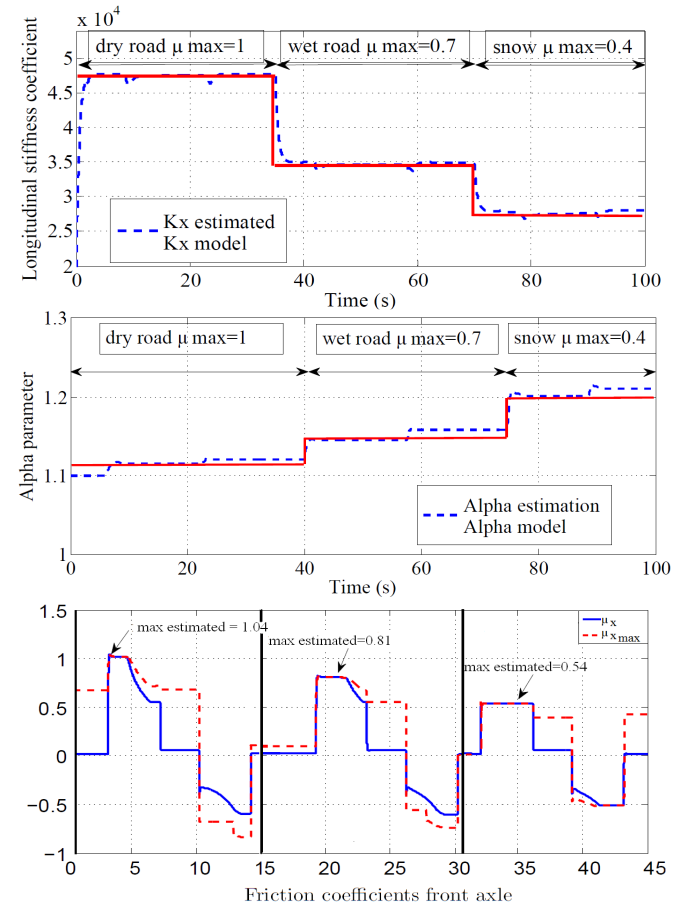 x 10⁴
dry road μ max=1
wet road μ max=0.7
snow μ max=0.4
5
4.5
4
3.5
3
2.5
2
Longitudinal stiffness coefficient
Kx estimated
Kx model
0
20
40
60
80
100
Time (s)
1.3
1.2
1.1
1
Alpha parameter
dry road μ max=1
wet road μ max=0.7
snow μ max=0.4
Alpha estimation
Alpha model
0
20
40
60
80
100
Time (s)
1.5
1
0.5
0
-0.5
-1
max estimated = 1.04
max estimated=0.81
max estimated=0.54
μx
μx max
0
5
10
15
20
25
30
35
40
45
Friction coefficients front axle